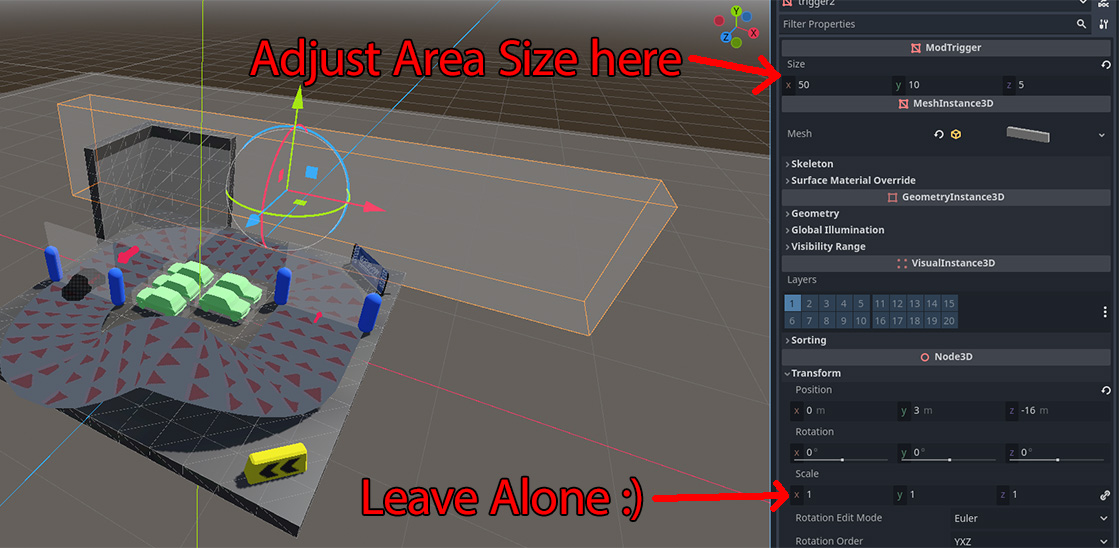 trigger2
Filter Properties
Adjust Area Size here
Y
X
Z
ModTrigger
Size
x 50 y 10 z 5
MeshInstance3D
Mesh
Skeleton
Surface Material Override
GeometryInstance3D
Geometry
Global Illumination
Visibility Range
VisualInstance3D
Layers
1 2 3 4 5 11 12 13 14 15
6 7 8 9 10 16 17 18 19 20
Sorting
Node3D
Transform
Position
x 0 m y 3 m z -16 m
Rotation
x 0° y 0° z 0°
Scale
Leave Alone :)
x 1 y 1 z 1
Rotation Edit Mode Euler
Rotation Order YXZ